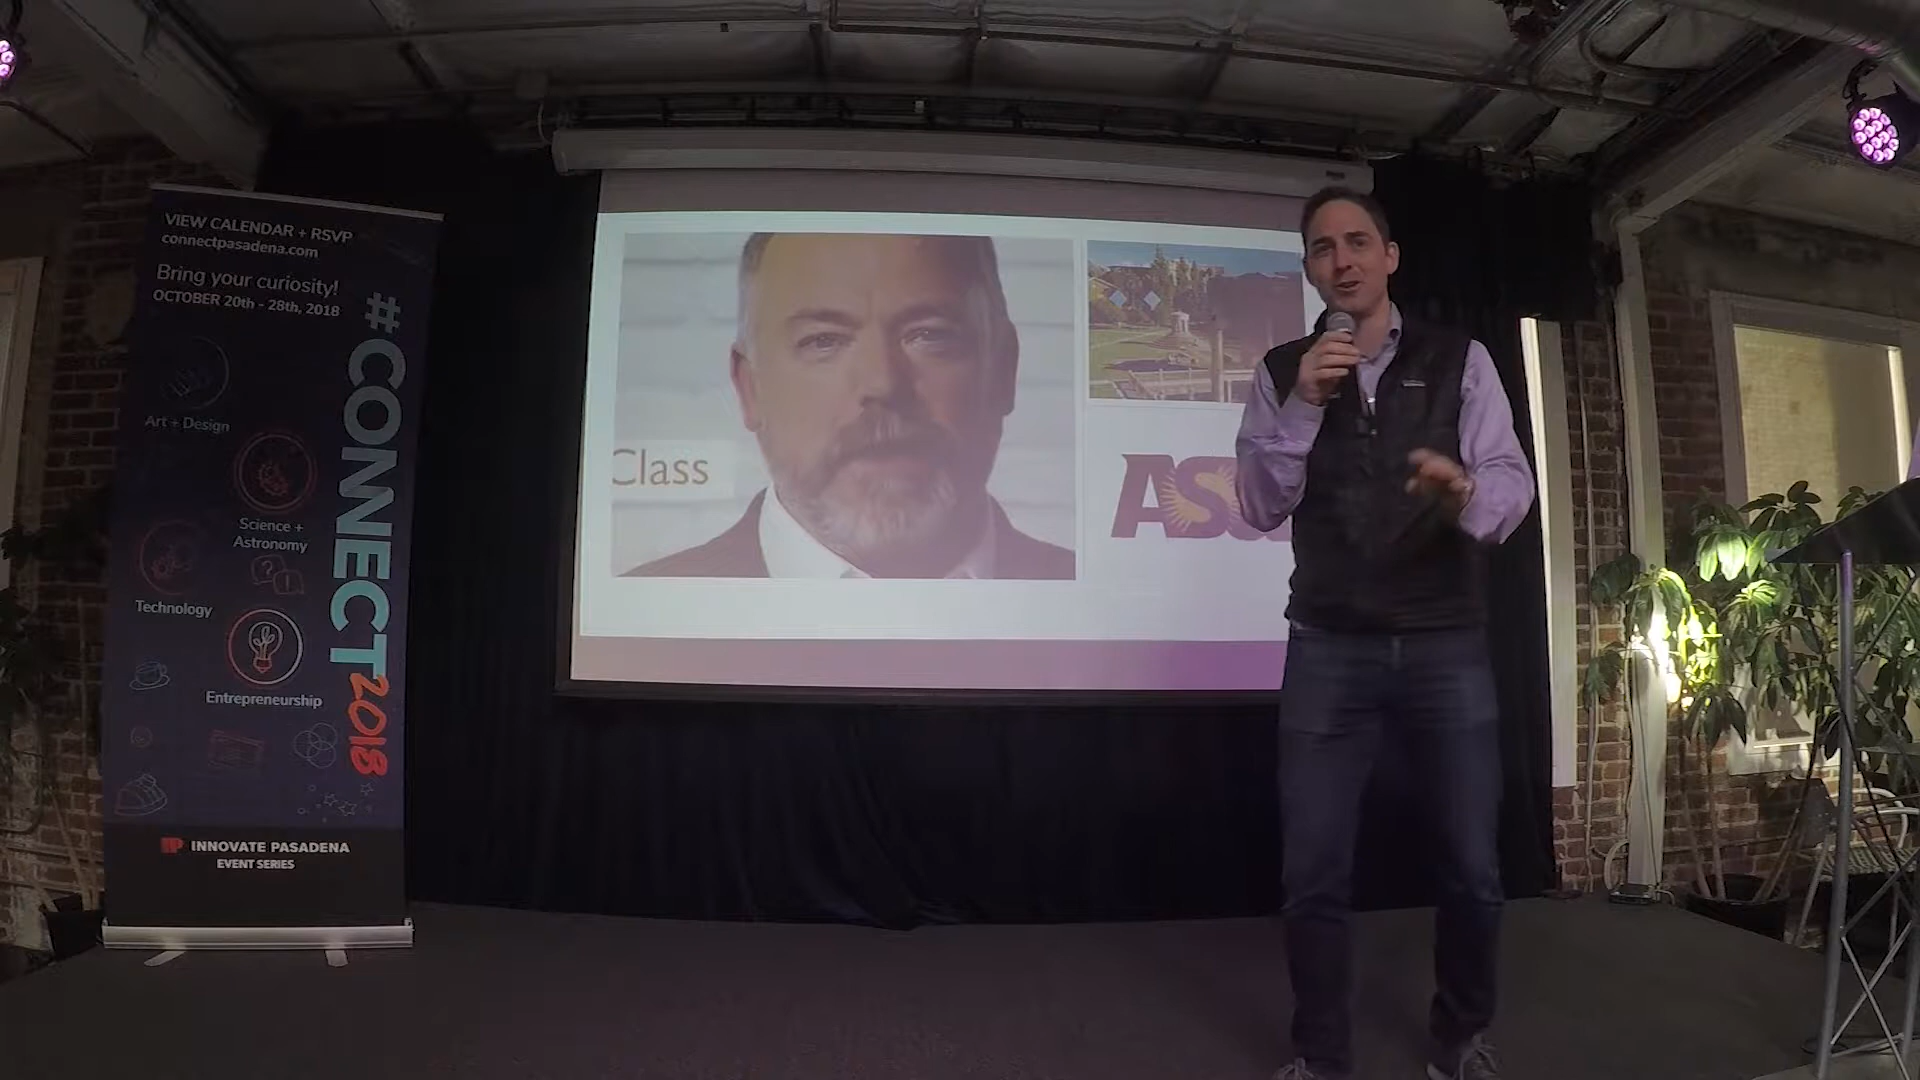 VIEW CALENDAR + RSVP
connectpasadena.com
Bring your curiosity!
OCTOBER 20th - 28th, 2018
#CONNECT2018
Art + Design
Science +
Astronomy
Technology
Entrepreneurship
INNOVATE PASADENA
EVENT SERIES
Class
ASU